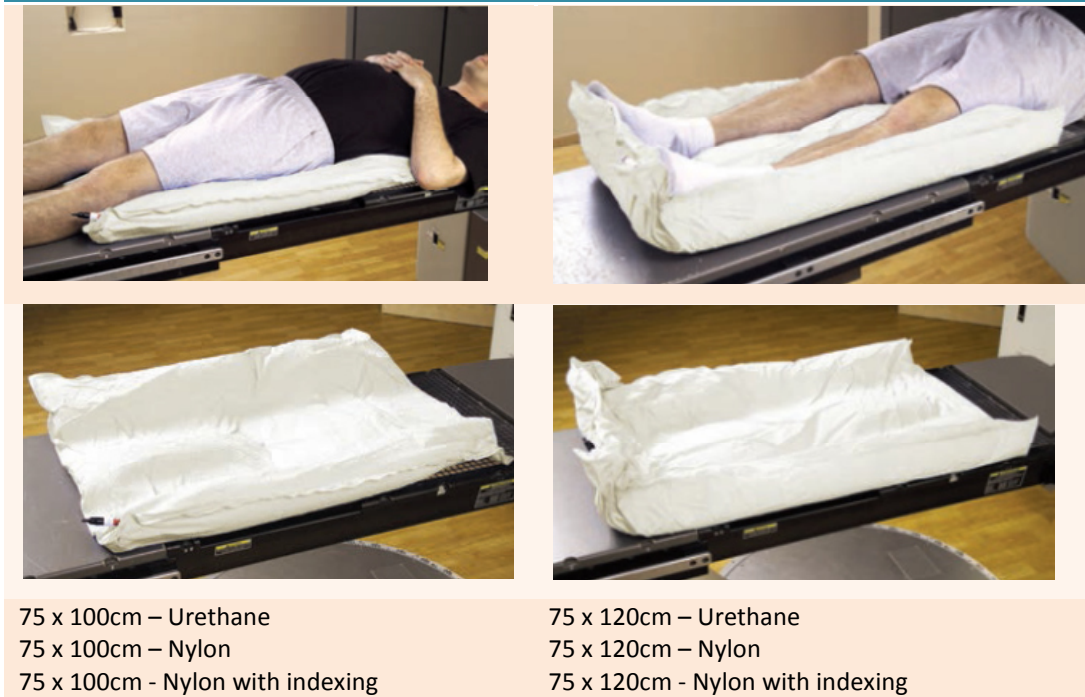 75 x 100cm – Urethane
75 x 100cm – Nylon
75 x 100cm - Nylon with indexing
75 x 120cm – Urethane
75 x 120cm – Nylon
75 x 120cm - Nylon with indexing